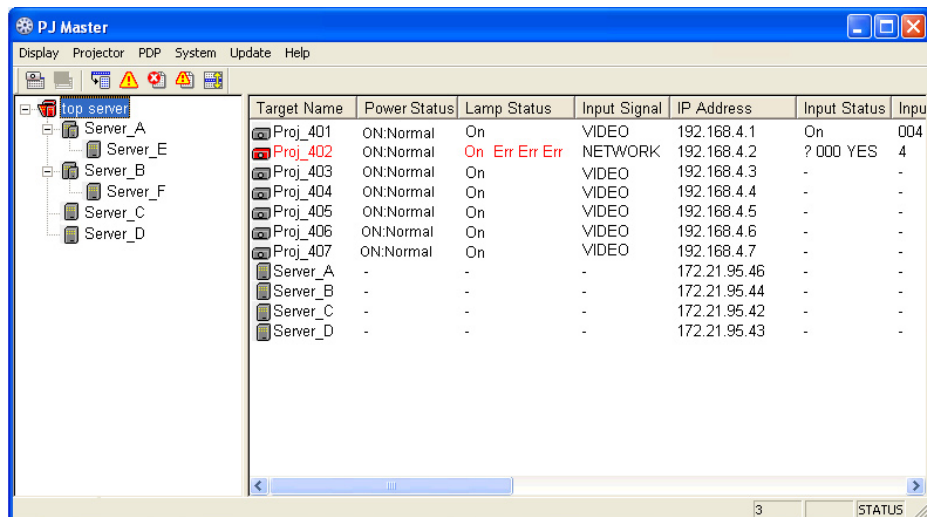 PJ Master
Display Projector PDP System Update Help
top server
Server_A
Server_E
Server_B
Server_F
Server_C
Server_D
Target Name Power Status Lamp Status Input Signal IP Address Input Status Inpu
Proj_401 ON:Normal On VIDEO 192.168.4.1 On 004
Proj_402 ON:Normal On Err Err Err NETWORK 192.168.4.2 ? 000 YES 4
Proj_403 ON:Normal On VIDEO 192.168.4.3 - -
Proj_404 ON:Normal On VIDEO 192.168.4.4 - -
Proj_405 ON:Normal On VIDEO 192.168.4.5 - -
Proj_406 ON:Normal On VIDEO 192.168.4.6 - -
Proj_407 ON:Normal On VIDEO 192.168.4.7 - -
Server_A - - - 172.21.95.46 - -
Server_B - - - 172.21.95.44 - -
Server_C - - - 172.21.95.42 - -
Server_D - - - 172.21.95.43 - -
3 STATUS